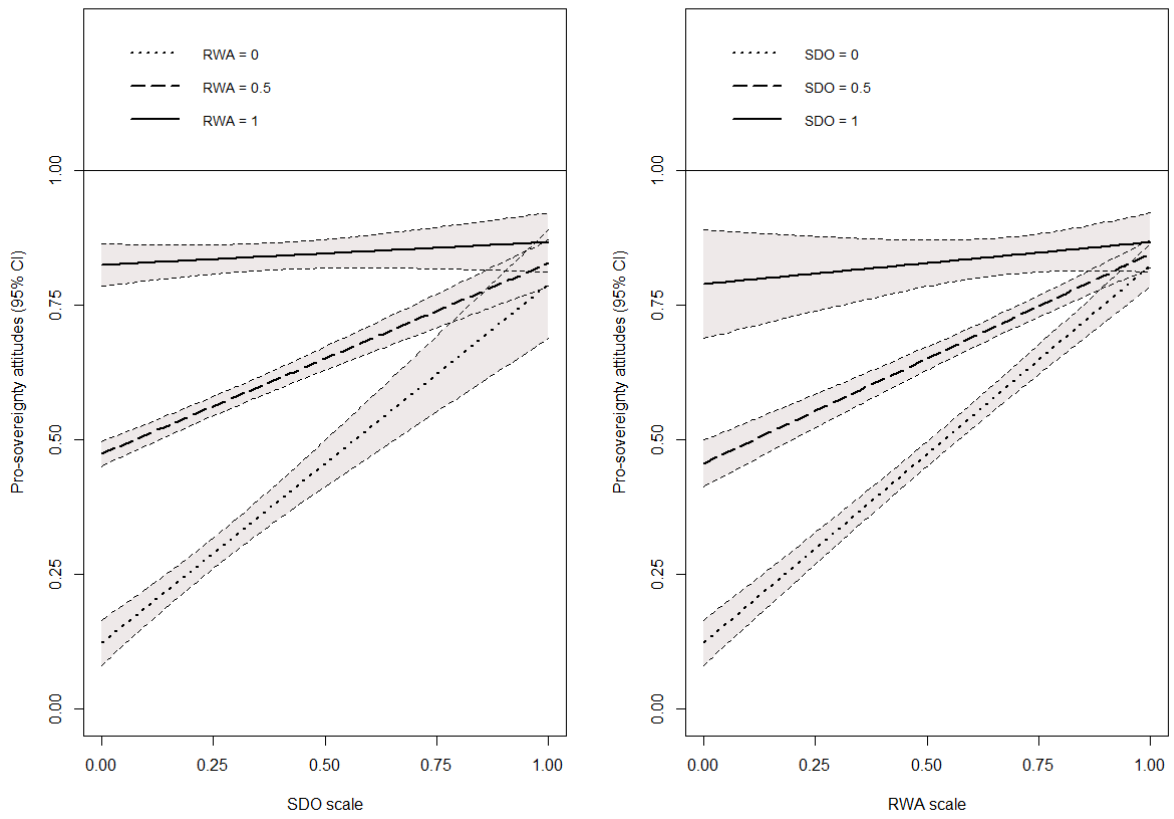 RWA = 0
RWA = 0.5
RWA = 1
Pro-sovereignty attitudes (95% CI)
1.00
0.75
0.50
0.25
0.00
0.00 0.25 0.50 0.75 1.00
SDO scale
SDO = 0
SDO = 0.5
SDO = 1
Pro-sovereignty attitudes (95% CI)
1.00
0.75
0.50
0.25
0.00
0.00 0.25 0.50 0.75 1.00
RWA scale